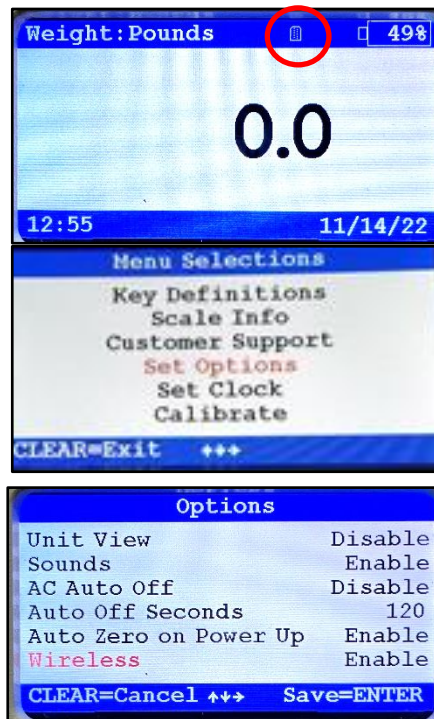 Weight:Pounds 49%
0.0
12:55 11/14/22
Menu Selections
Key Definitions
Scale Info
Customer Support
Set Options
Set Clock
Calibrate
CLEAR=Exit
Options
Unit View Disable
Sounds Enable
AC Auto Off Disable
Auto Off Seconds 120
Auto Zero on Power Up Enable
Wireless Enable
CLEAR=Cancel Save=ENTER